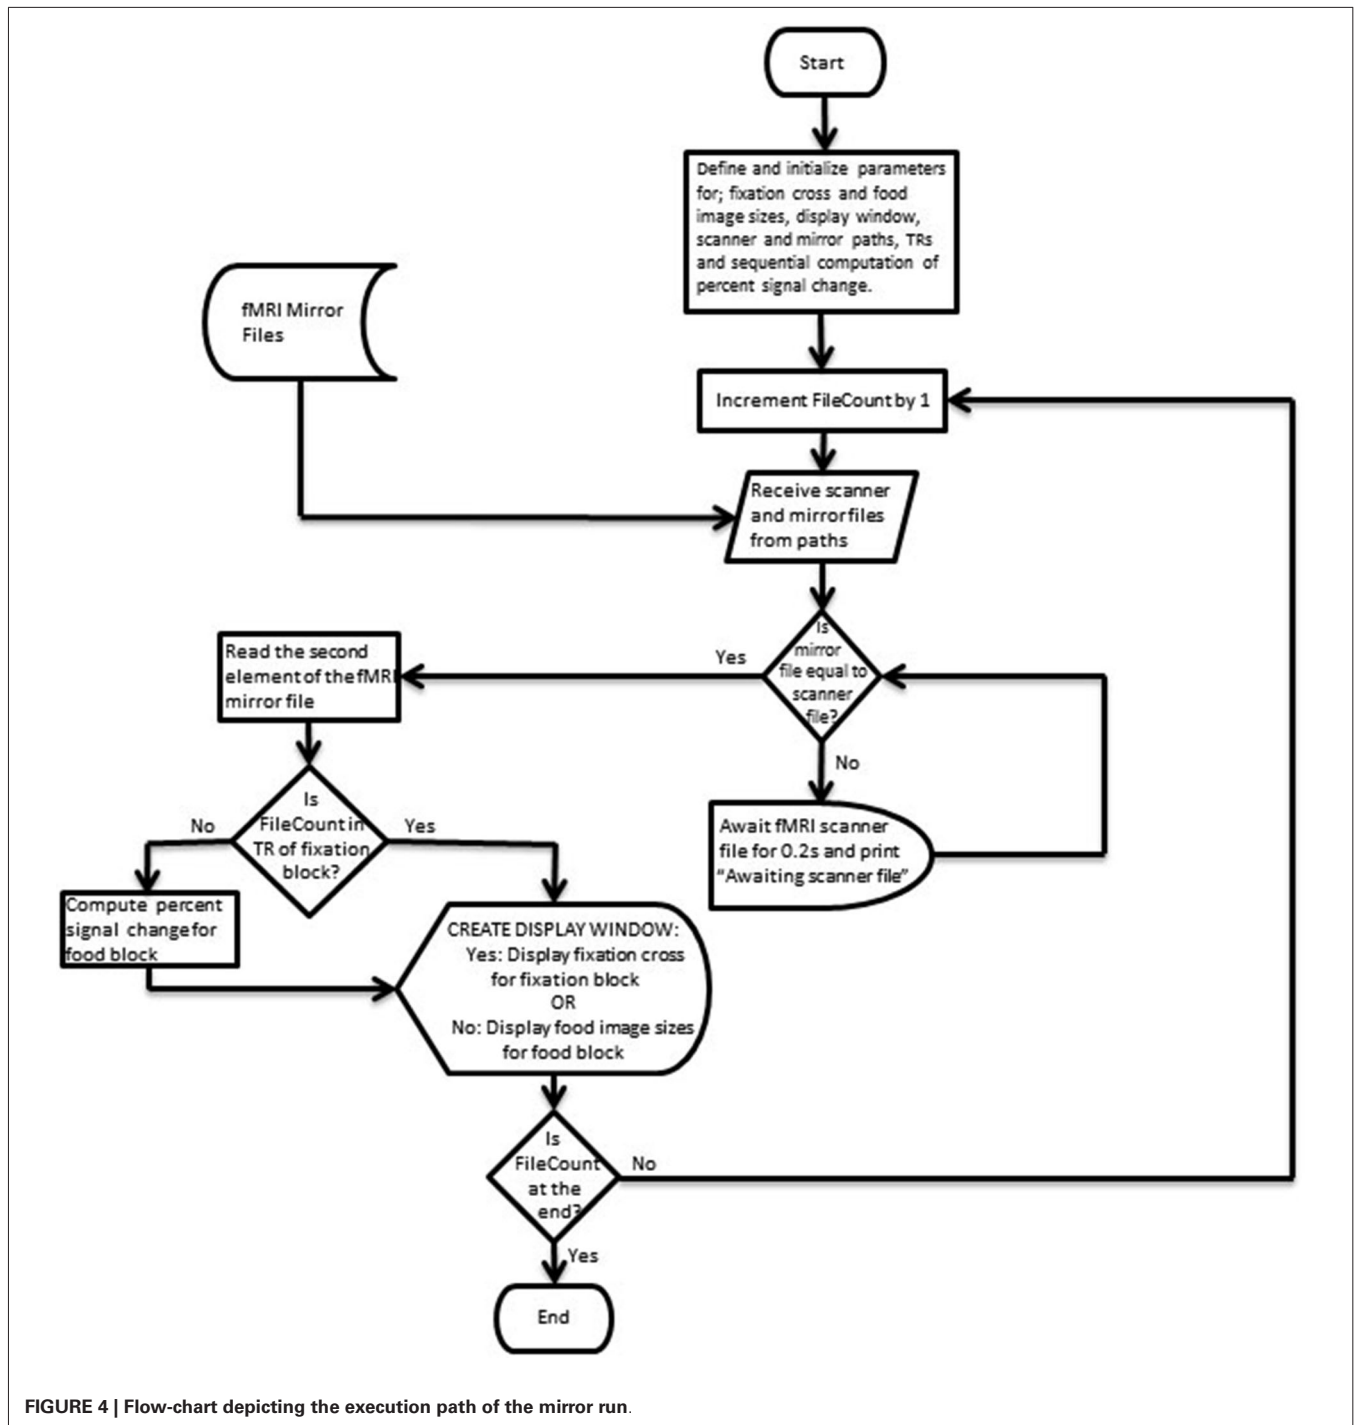 Start
Define and initialize parameters
for; fixation cross and food
image sizes, display window,
scanner and mirror paths, TRs
and sequential computation of
percent signal change.
fMRI Mirror
Files
Increment FileCount by 1
Receive scanner
and mirror files
from paths
Is
mirror
file equal to
scanner
file?
Yes
No
Read the second
element of the fMRI
mirror file
Await fMRI scanner
file for 0.2s and print
"Awaiting scanner file"
Is
FileCount in
TR of fixation
block?
No
Yes
Compute percent
signal change for
food block
CREATE DISPLAY WINDOW:
Yes: Display fixation cross
for fixation block
OR
No: Display food image sizes
for food block
Is
FileCount
at the
end?
No
Yes
End
FIGURE 4 | Flow-chart depicting the execution path of the mirror run.